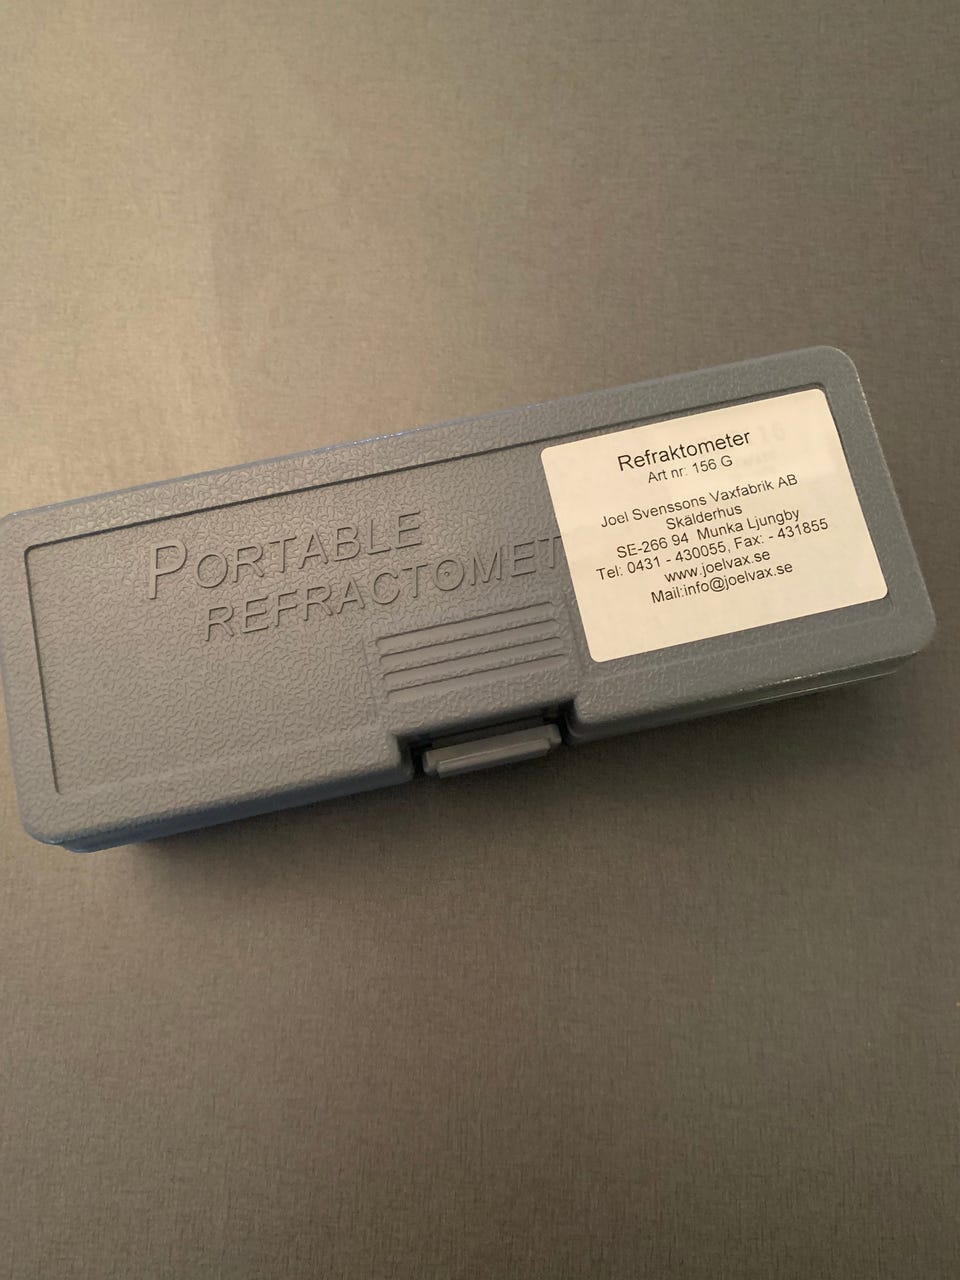 PORTABLE
REFRACTOMET
Refraktometer
Art nr: 156 G
Joel Svenssons Vaxfabrik AB
Skälderhus
SE-266 94 Munka Ljungby
Tel: 0431 - 430055, Fax: - 431855
www.joelvax.se
Mail:info@joelvax.se